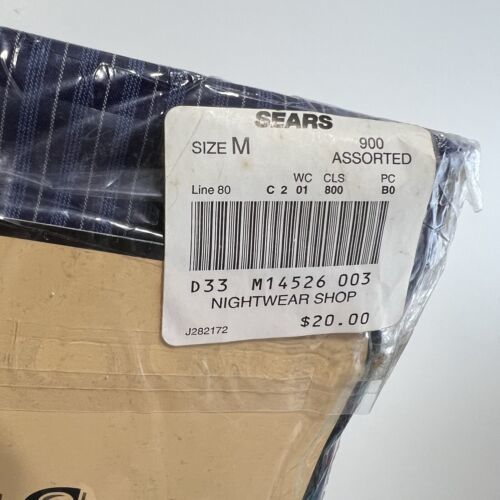 SEARS
SIZE M 900
ASSORTED
WC CLS PC
Line 80 C 2 01 800 B0
D33 M14526 003
NIGHTWEAR SHOP
$20.00
J282172